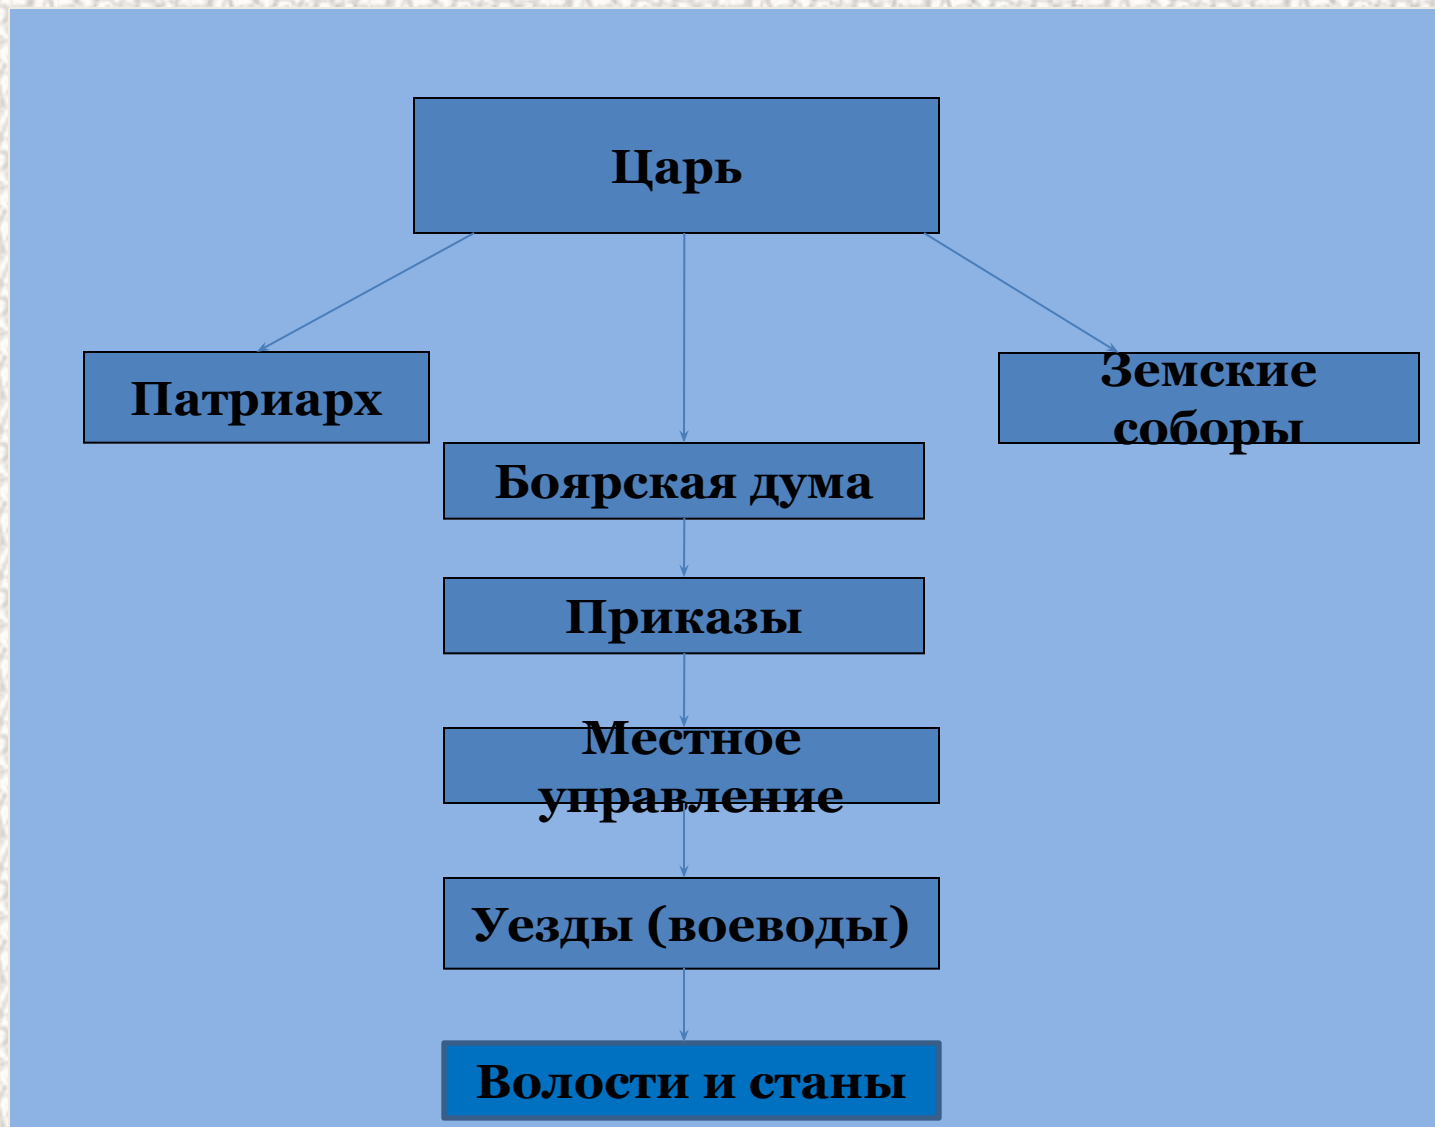 Царь
Патриарх
Земские
соборы
Боярская дума
Приказы
Местное
управление
Уезды (воеводы)
Волости и станы